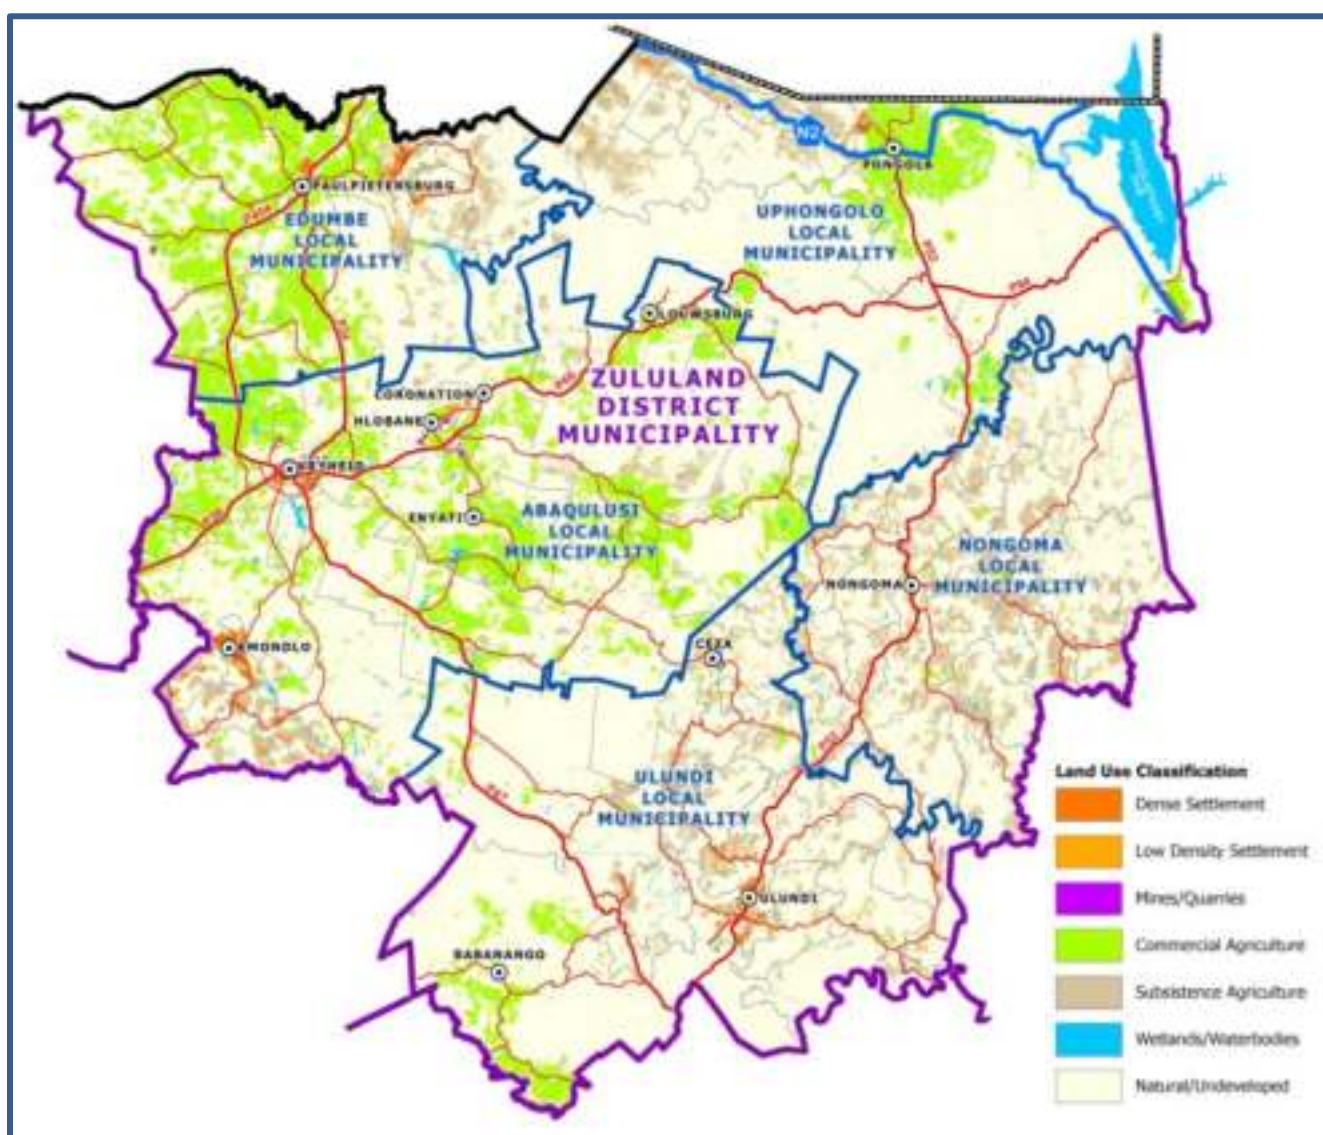 N2
PONGOLA
PAULPIETERSBURG
EDUMBE
LOCAL
MUNICIPALITY
UPHONGOLO
LOCAL
MUNICIPALITY
LOUWSBURG
CORONATION
HLOBANE
ZULULAND
DISTRICT
MUNICIPALITY
VRYHEID
ENYATI
ABAQULUSI
LOCAL
MUNICIPALITY
NONGOMA
LOCAL
MUNICIPALITY
NONGOMA
EMONDLO
CEZA
ULUNDI
LOCAL
MUNICIPALITY
ULUNDI
BABANANGO
Land Use Classification
Dense Settlement
Low Density Settlement
Mines/Quarries
Commercial Agriculture
Subsistence Agriculture
Wetlands/Waterbodies
Natural/Undeveloped